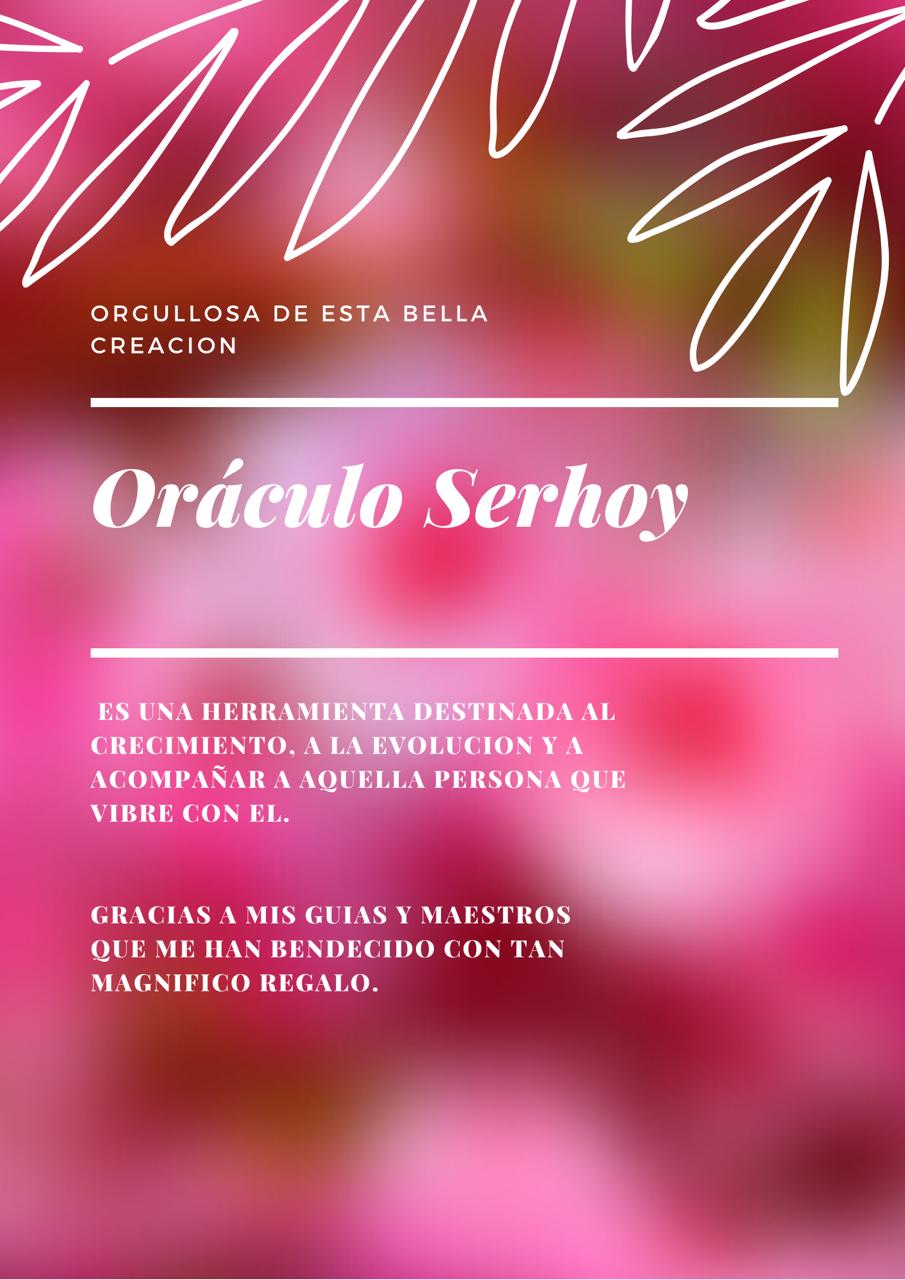 ORGULLOSA DE ESTA BELLA
CREACION
Oráculo Serhoy
ES UNA HERRAMIENTA DESTINADA AL
CRECIMIENTO, A LA EVOLUCION Y A
ACOMPAÑAR A AQUELLA PERSONA QUE
VIBRE CON EL.
GRACIAS A MIS GUIAS Y MAESTROS
QUE ME HAN BENDECIDO CON TAN
MAGNIFICO REGALO.